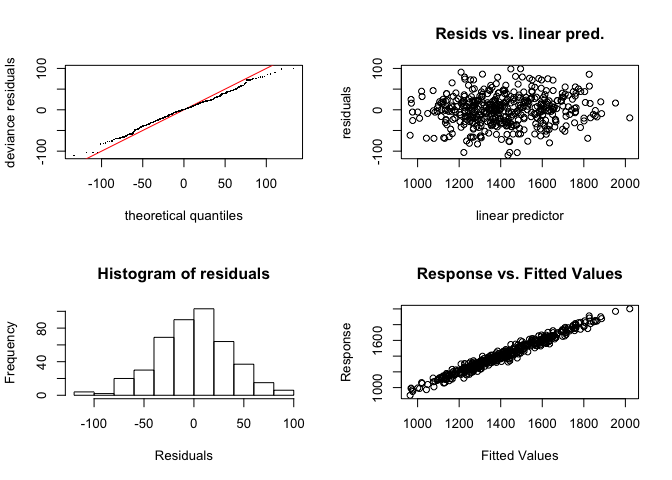 deviance residuals
-100 0 100
-100 -50 0 50 100
theoretical quantiles
Resids vs. linear pred.
residuals
-100 0 100
1000 1200 1400 1600 1800 2000
linear predictor
Histogram of residuals
Frequency
0 40 80
-100 -50 0 50 100
Residuals
Response vs. Fitted Values
Response
1000 1600
1000 1200 1400 1600 1800 2000
Fitted Values